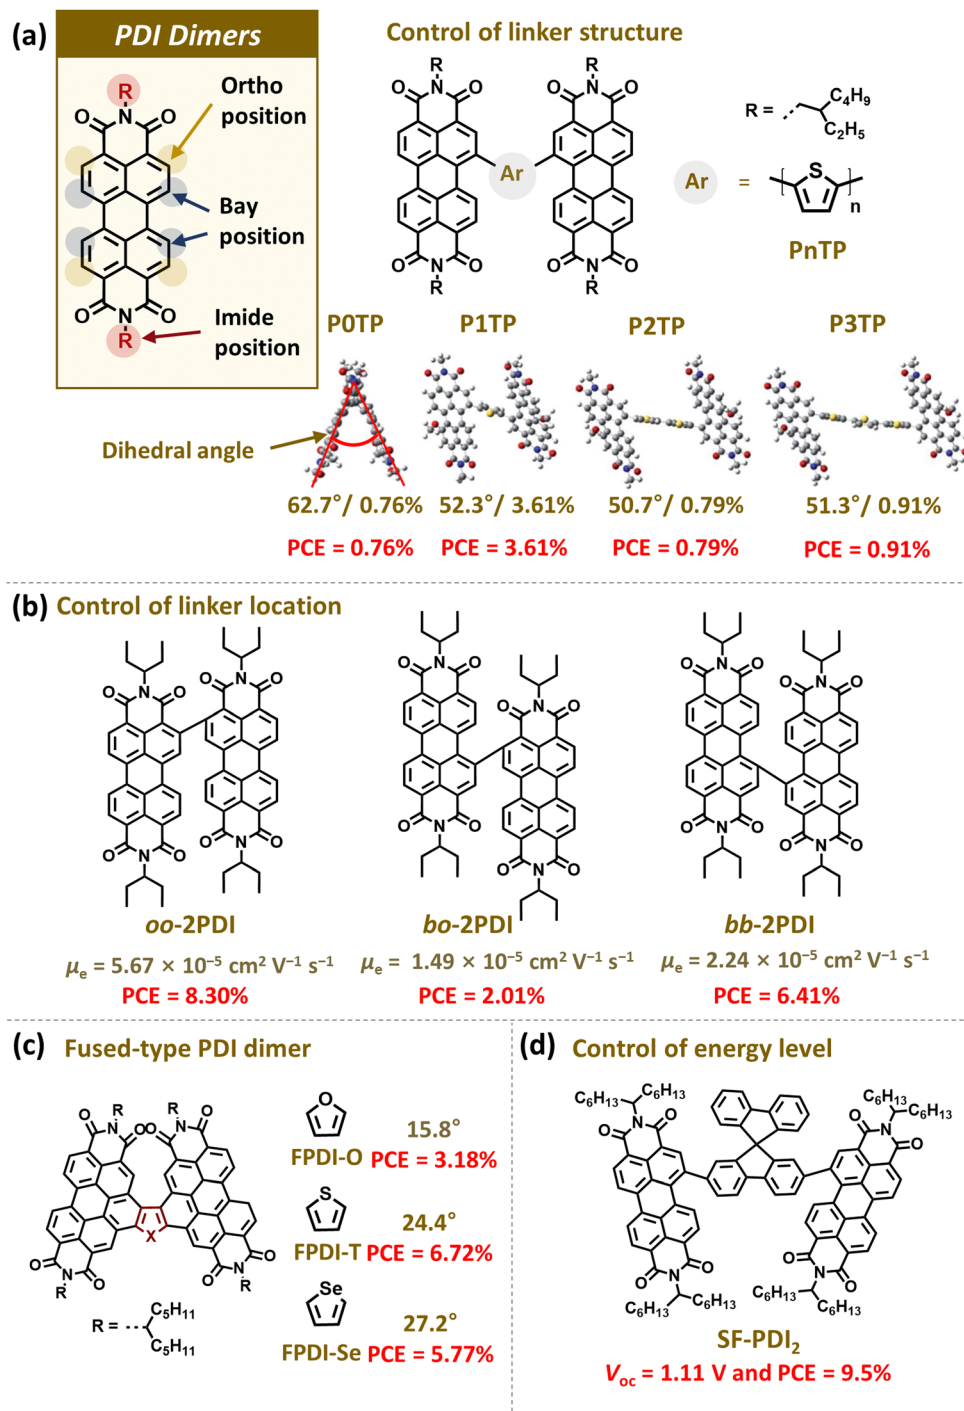 (a)
PDI Dimers
R
N
O
O
Ortho
position
Bay
position
O
O
N
R
Imide
position
Control of linker structure
R
R
O
N
O
O
N
O
Ar
O
N
O
O
N
O
R
R
R =
C4H9
C2H5
Ar
=
S
n
PnTP
P0TP
P1TP
P2TP
P3TP
Dihedral angle
62.7°/ 0.76%
52.3°/ 3.61%
50.7°/ 0.79%
51.3°/ 0.91%
PCE = 0.76%
PCE = 3.61%
PCE = 0.79%
PCE = 0.91%
(b)
Control of linker location
O
N
O
O
N
O
O
N
O
O
N
O
oo-2PDI
μe = 5.67 × 10−5 cm2 V−1 s−1
PCE = 8.30%
O
N
O
O
N
O
O
N
O
O
N
O
bo-2PDI
μe = 1.49 × 10−5 cm2 V−1 s−1
PCE = 2.01%
O
N
O
O
N
O
O
N
O
O
N
O
bb-2PDI
μe = 2.24 × 10−5 cm2 V−1 s−1
PCE = 6.41%
(c)
Fused-type PDI dimer
R
R
O
N
O
O
N
O
X
O
N
O
O
N
O
R
R
R =
C5H11
C5H11
O
FPDI-O
15.8°
PCE = 3.18%
S
FPDI-T
24.4°
PCE = 6.72%
Se
FPDI-Se
27.2°
PCE = 5.77%
(d)
Control of energy level
C6H13
C6H13
C6H13
C6H13
O
N
O
O
N
O
O
N
O
O
N
O
C6H13
C6H13
C6H13
C6H13
SF-PDI2
Voc = 1.11 V and PCE = 9.5%